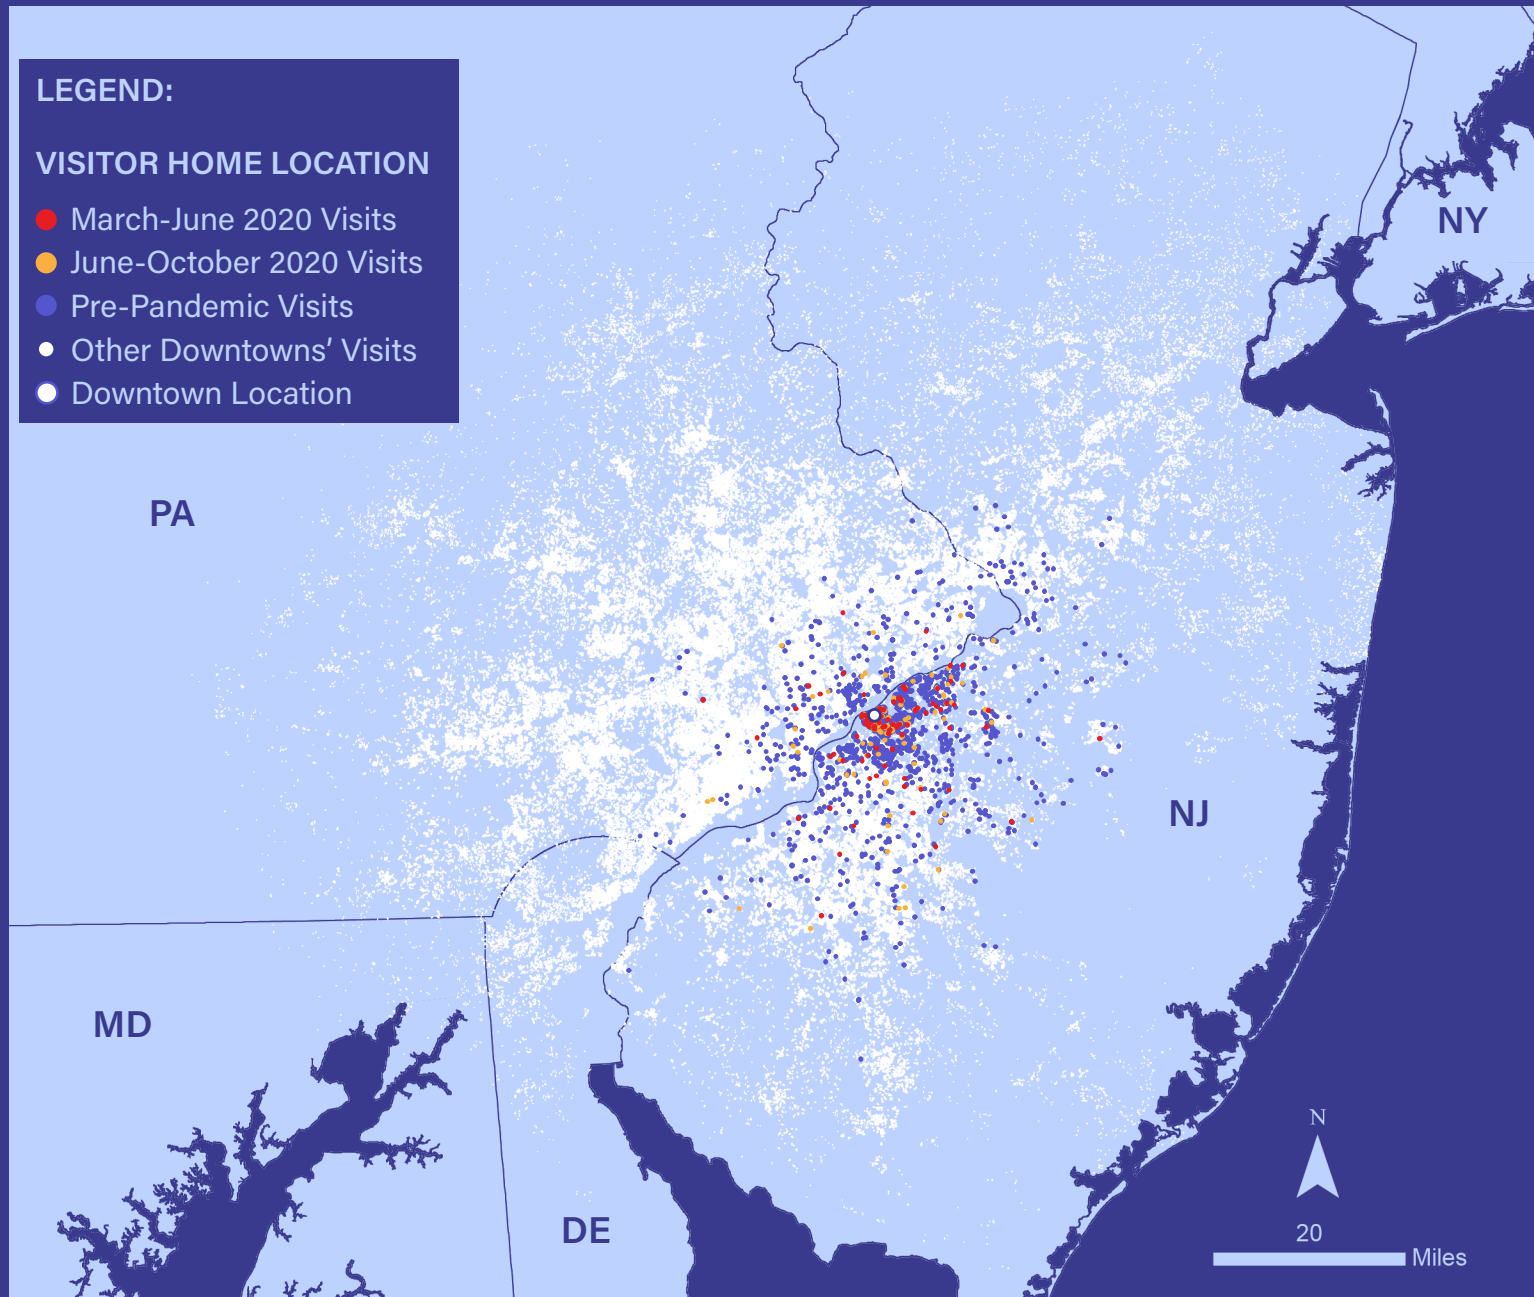 LEGEND:
VISITOR HOME LOCATION
March-June 2020 Visits
June-October 2020 Visits
Pre-Pandemic Visits
Other Downtowns’ Visits
Downtown Location
NY
PA
NJ
MD
N
DE
20
Miles